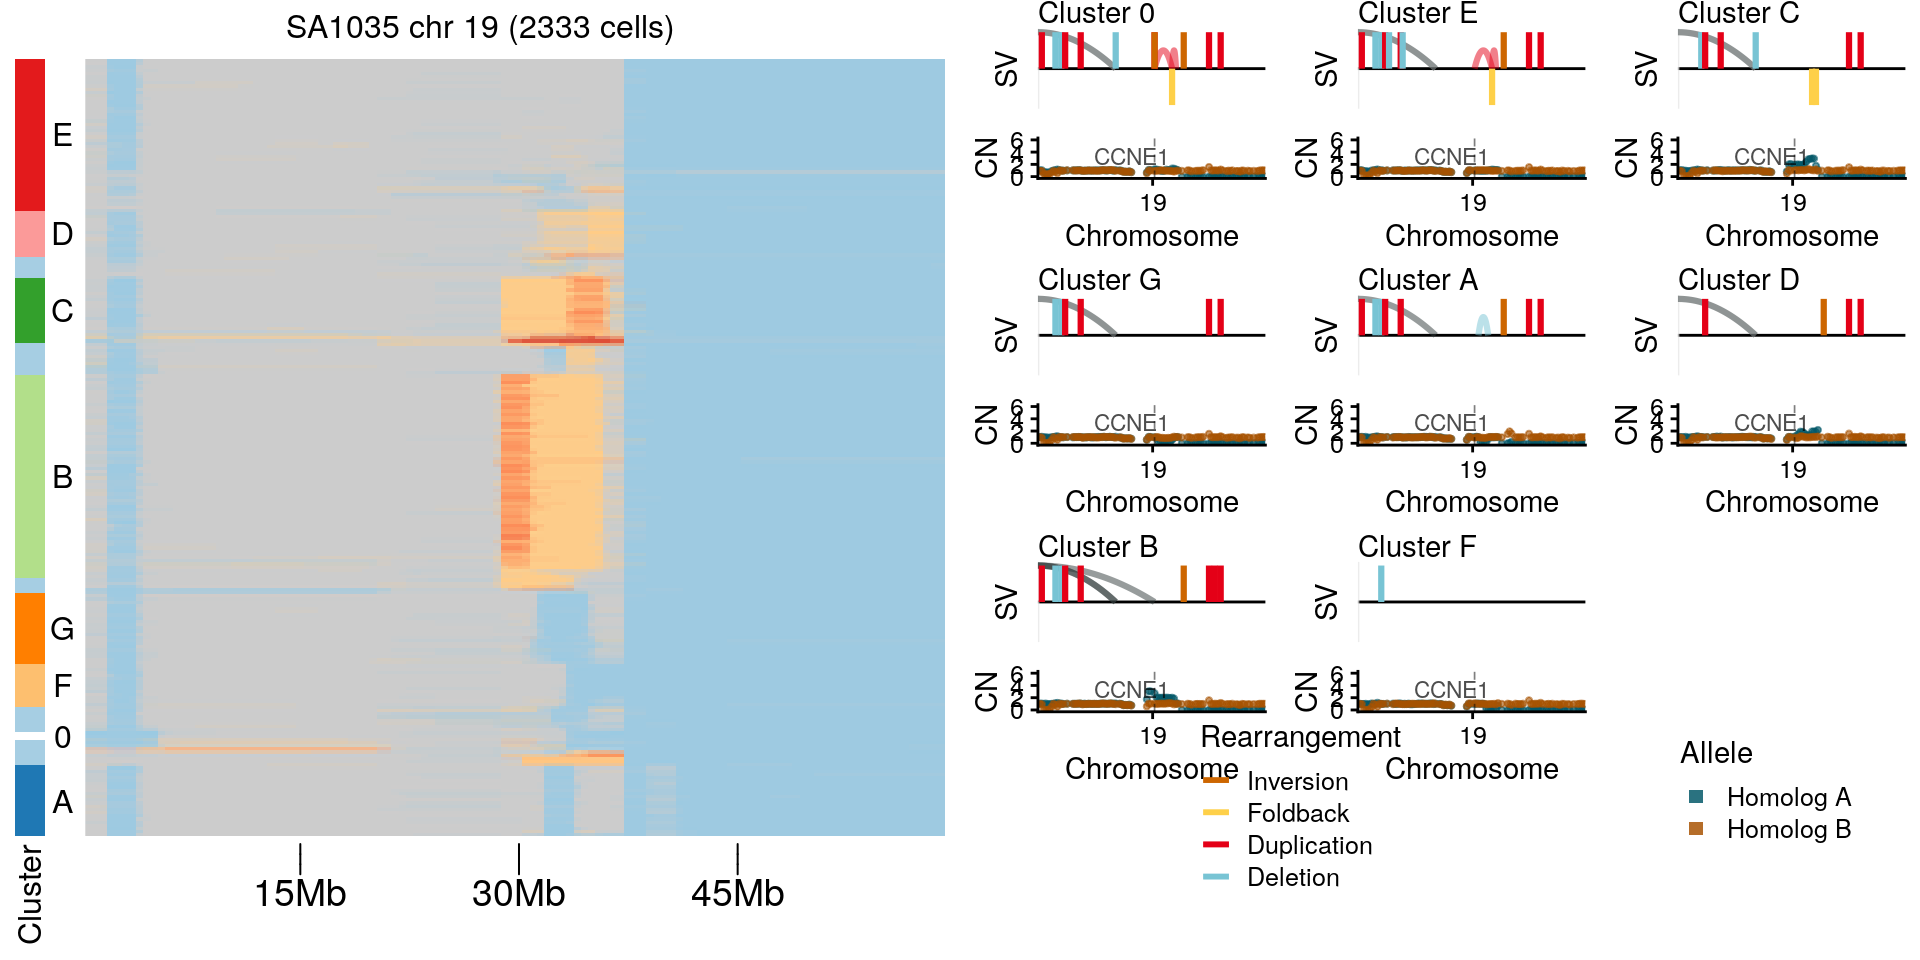 SA1035 chr 19 (2333 cells)
E
D
C
B
G
F
0
A
Cluster
15Mb
30Mb
45Mb
Cluster 0
SV
CN
6
4
2
0
CCNE1
19
Chromosome
Cluster E
SV
CN
6
4
2
0
CCNE1
19
Chromosome
Cluster C
SV
CN
6
4
2
0
CCNE1
19
Chromosome
Cluster G
SV
CN
6
4
2
0
CCNE1
19
Chromosome
Cluster A
SV
CN
6
4
2
0
CCNE1
19
Chromosome
Cluster D
SV
CN
6
4
2
0
CCNE1
19
Chromosome
Cluster B
SV
CN
6
4
2
0
CCNE1
19
Chromosome
Cluster F
SV
CN
6
4
2
0
CCNE1
19
Chromosome
Rearrangement
Inversion
Foldback
Duplication
Deletion
Allele
Homolog A
Homolog B